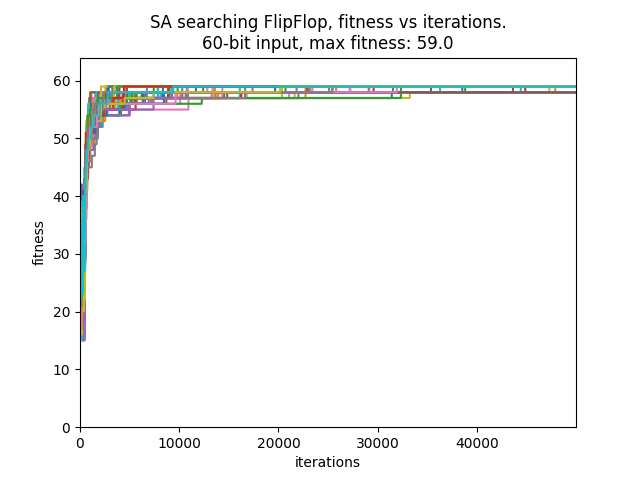 SA searching FlipFlop, fitness vs iterations.
60-bit input, max fitness: 59.0
60
50
40
30
20
10
0
fitness
0 10000 20000 30000 40000
iterations